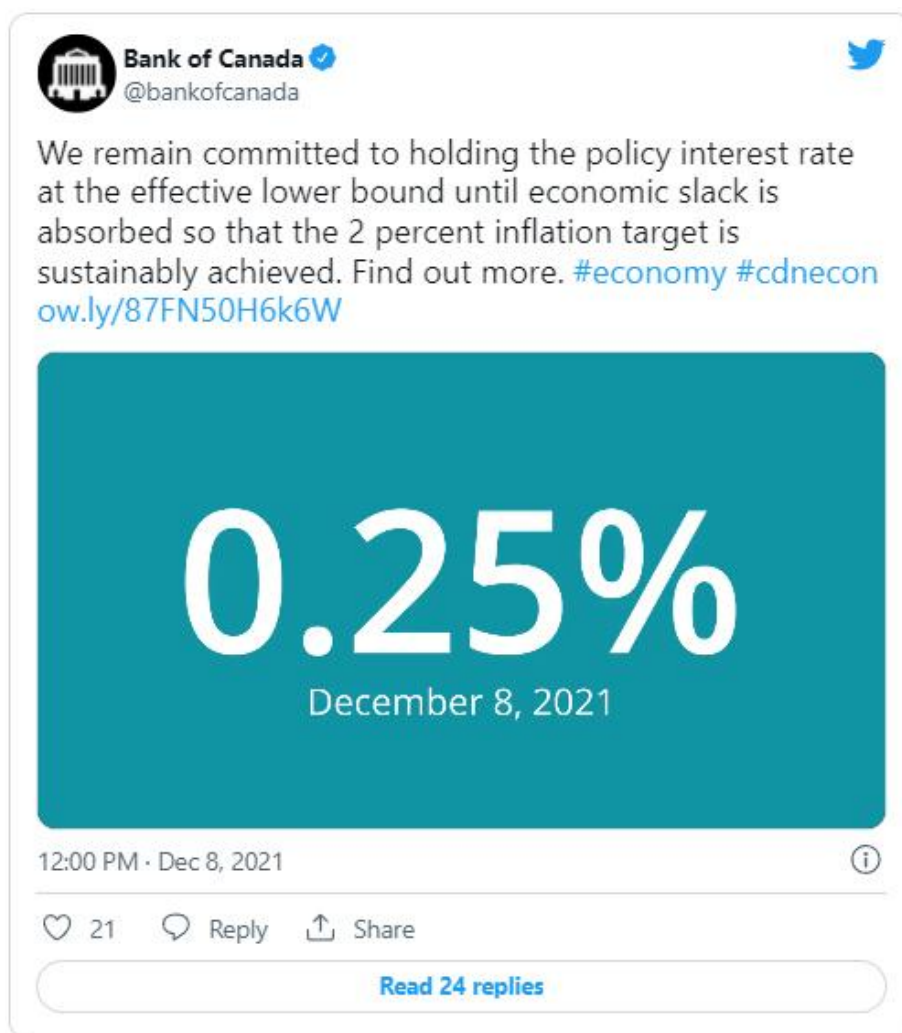 Bank of Canada
@bankofcanada
We remain committed to holding the policy interest rate
at the effective lower bound until economic slack is
absorbed so that the 2 percent inflation target is
sustainably achieved. Find out more. #economy #cdnecon
ow.ly/87FN50H6k6W
0.25%
December 8, 2021
12:00 PM · Dec 8, 2021
21 Reply Share
Read 24 replies